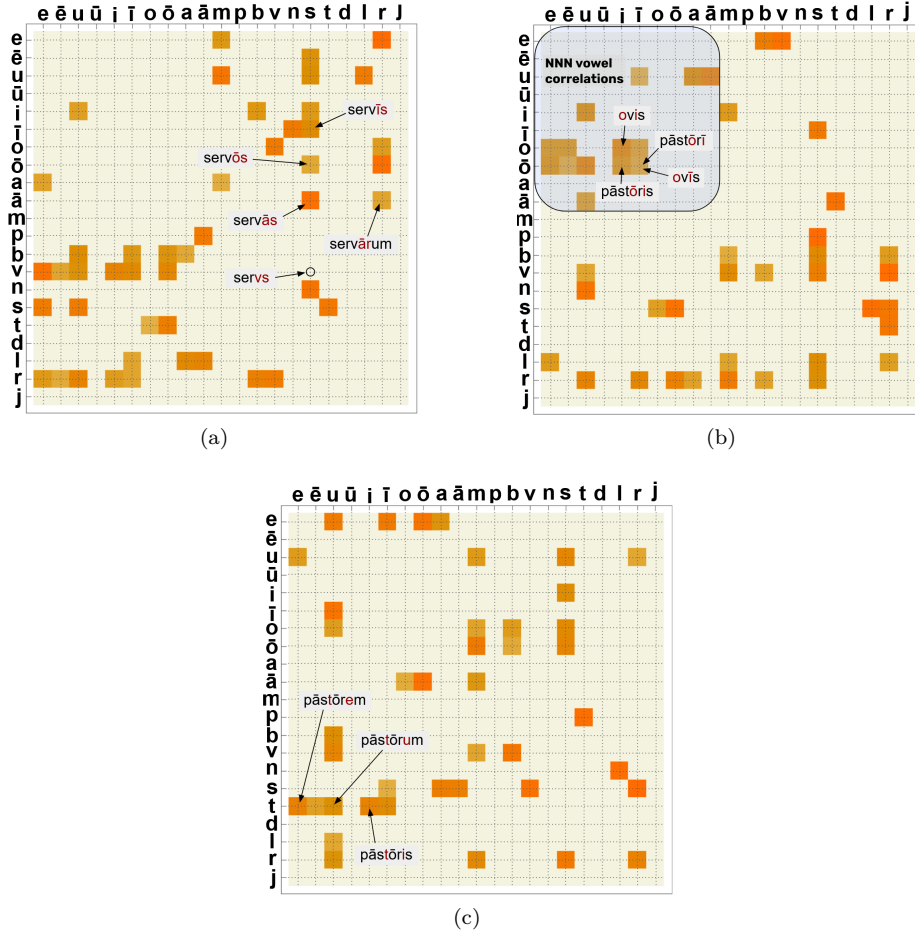 e ē u ū i ī o ō a ā m p b v n s t d l r j
e
ē
u
ū
i
ī
o
ō
a
ā
m
p
b
v
n
s
t
d
l
r
j
servīs
servōs
servās
servārum
servs
(a)
e ē u ū i ī o ō a ā m p b v n s t d l r j
e
ē
u
ū
i
ī
o
ō
a
ā
m
p
b
v
n
s
t
d
l
r
j
NNN vowel
correlations
ovis
pāstōrī
ovīs
pāstōris
(b)
e ē u ū i ī o ō a ā m p b v n s t d l r j
e
ē
u
ū
i
ī
o
ō
a
ā
m
p
b
v
n
s
t
d
l
r
j
pāstōrem
pāstōrum
pāstōris
(c)